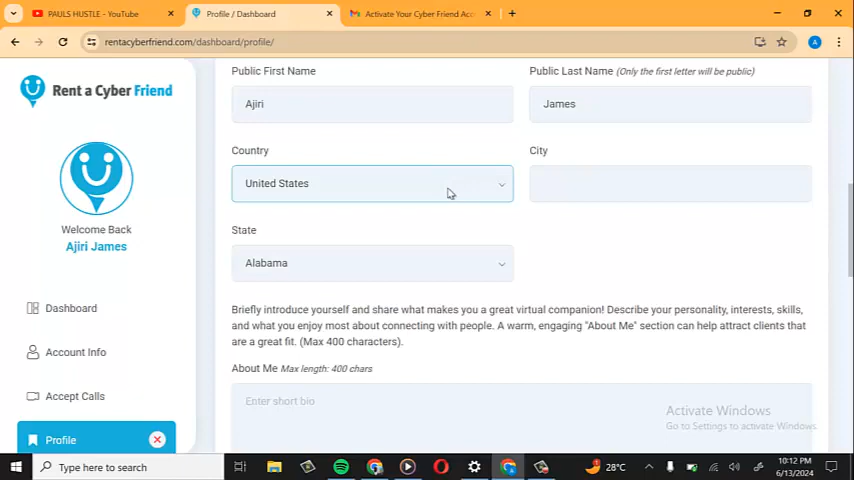 PAULS HUSTLE - YouTube
Profile / Dashboard
Activate Your Cyber Friend Acc
rentacyberfriend.com/dashboard/profile/
A
Rent a Cyber Friend
Welcome Back
Ajiri James
Dashboard
Account Info
Accept Calls
Profile
Public First Name
Public Last Name (Only the first letter will be public)
Ajiri
James
Country
City
United States
State
Alabama
Briefly introduce yourself and share what makes you a great virtual companion! Describe your personality, interests, skills,
and what you enjoy most about connecting with people. A warm, engaging "About Me" section can help attract clients that
are a great fit. (Max 400 characters).
About Me Max length: 400 chars
Enter short bio
Activate Windows
Go to Settings to activate Windows.
Type here to search
28°C
10:12 PM
6/13/2024